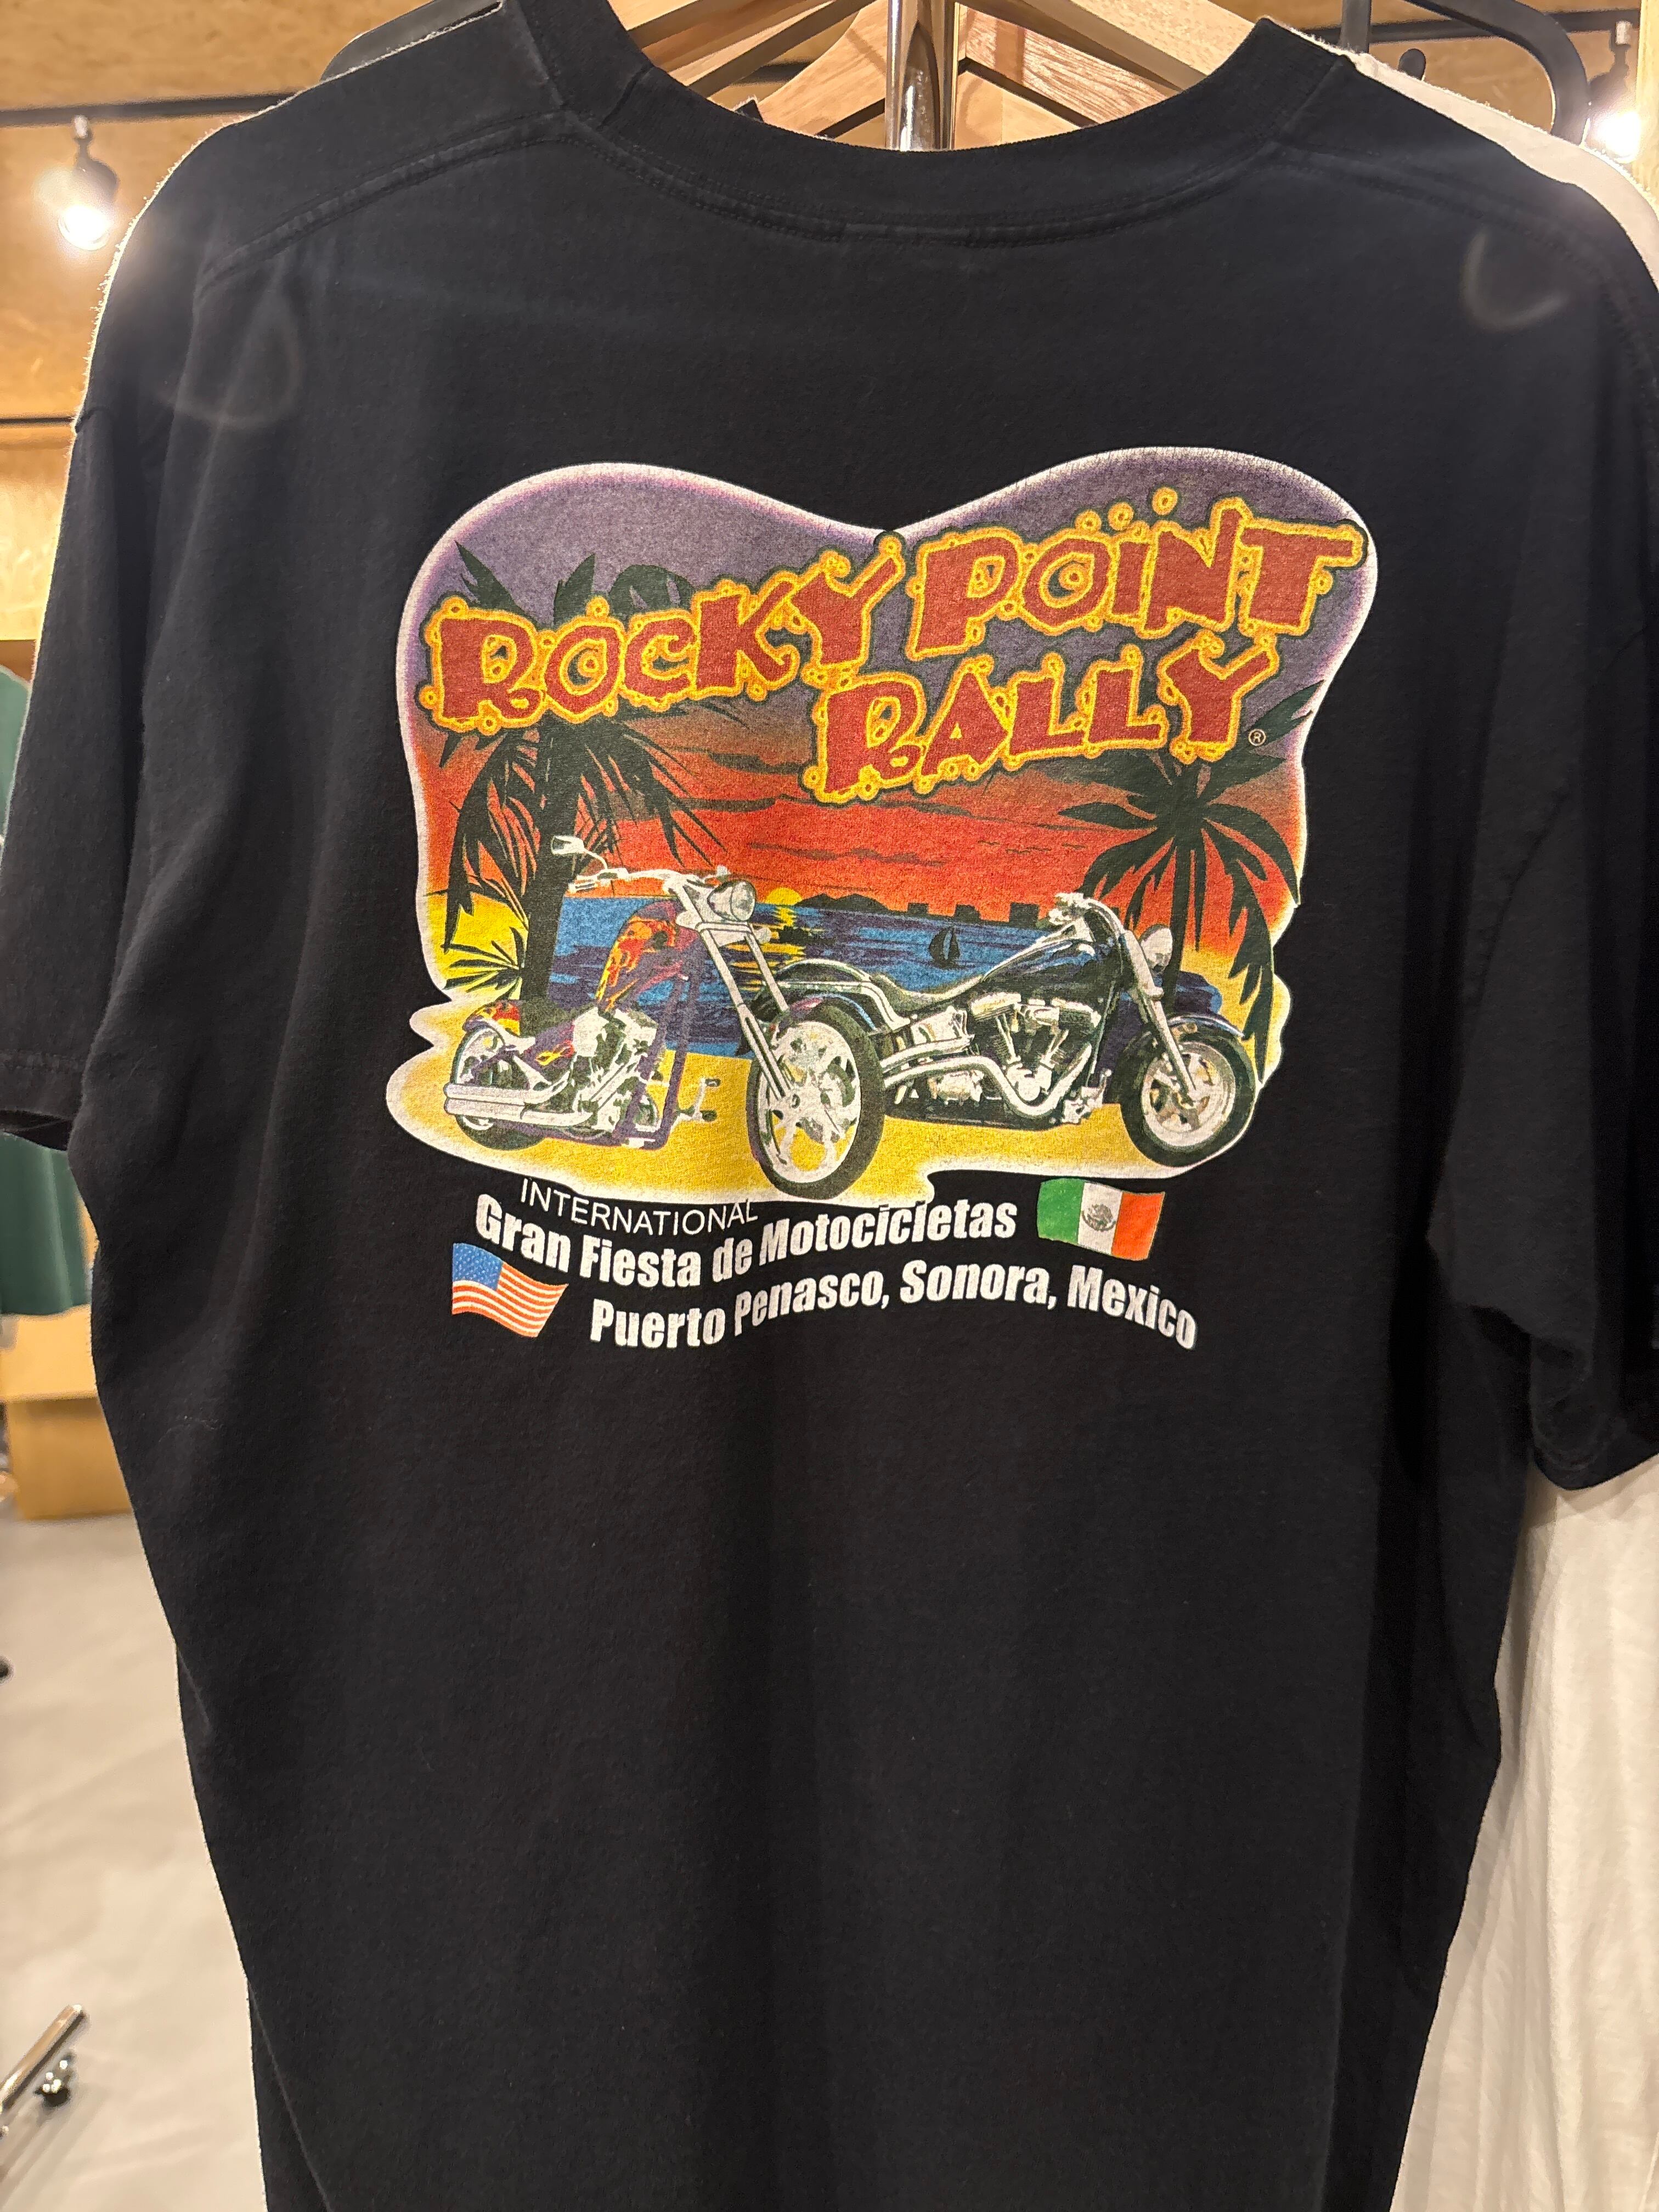 ROCKY POINT
RALLY ®
INTERNATIONAL
Gran Fiesta de Motocicletas
Puerto Penasco, Sonora, Mexico